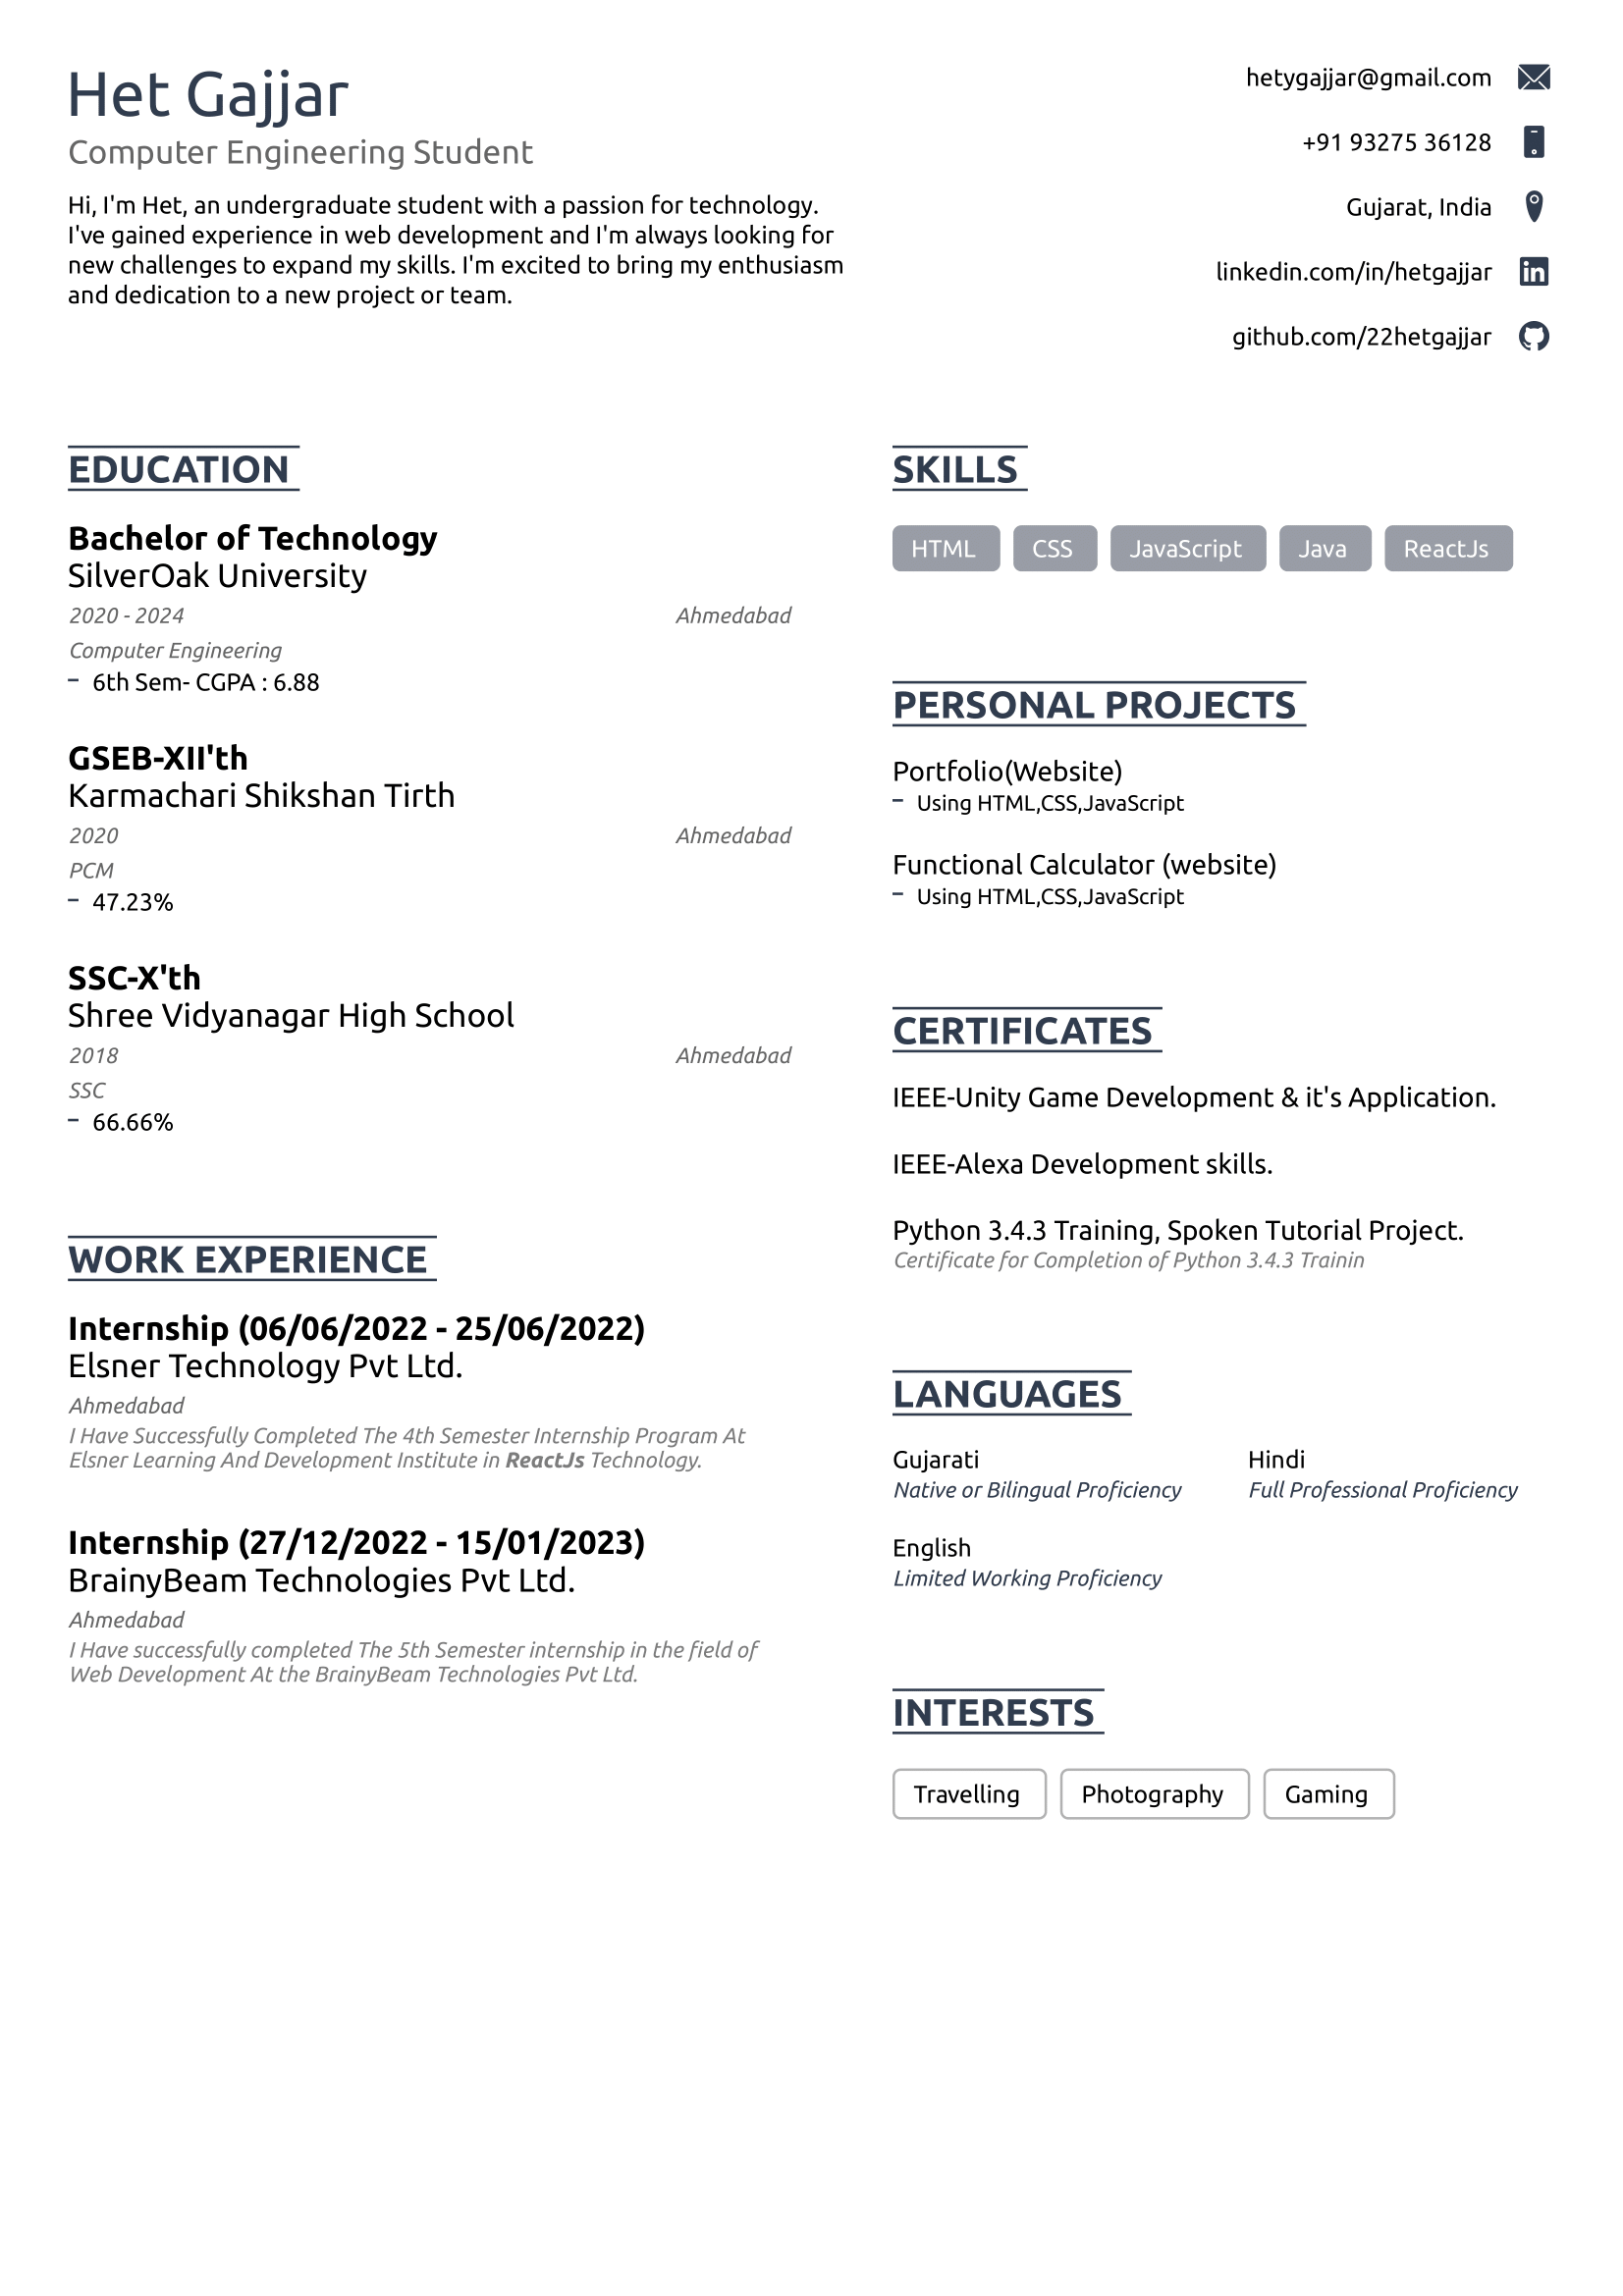 Het Gajjar
Computer Engineering Student
Hi, I'm Het, an undergraduate student with a passion for technology.
I've gained experience in web development and I'm always looking for
new challenges to expand my skills. I'm excited to bring my enthusiasm
and dedication to a new project or team.
hetygajjar@gmail.com
+91 93275 36128
Gujarat, India
linkedin.com/in/hetgajjar
github.com/22hetgajjar
EDUCATION
Bachelor of Technology
SilverOak University
2020 - 2024 Ahmedabad
Computer Engineering
– 6th Sem- CGPA : 6.88
GSEB-XII'th
Karmachari Shikshan Tirth
2020 Ahmedabad
PCM
– 47.23%
SSC-X'th
Shree Vidyanagar High School
2018 Ahmedabad
SSC
– 66.66%
WORK EXPERIENCE
Internship (06/06/2022 - 25/06/2022)
Elsner Technology Pvt Ltd.
Ahmedabad
I Have Successfully Completed The 4th Semester Internship Program At
Elsner Learning And Development Institute in ReactJs Technology.
Internship (27/12/2022 - 15/01/2023)
BrainyBeam Technologies Pvt Ltd.
Ahmedabad
I Have successfully completed The 5th Semester internship in the field of
Web Development At the BrainyBeam Technologies Pvt Ltd.
SKILLS
HTML CSS JavaScript Java ReactJs
PERSONAL PROJECTS
Portfolio(Website)
– Using HTML,CSS,JavaScript
Functional Calculator (website)
– Using HTML,CSS,JavaScript
CERTIFICATES
IEEE-Unity Game Development & it's Application.
IEEE-Alexa Development skills.
Python 3.4.3 Training, Spoken Tutorial Project.
Certificate for Completion of Python 3.4.3 Trainin
LANGUAGES
Gujarati Hindi
Native or Bilingual Proficiency Full Professional Proficiency
English
Limited Working Proficiency
INTERESTS
Travelling Photography Gaming